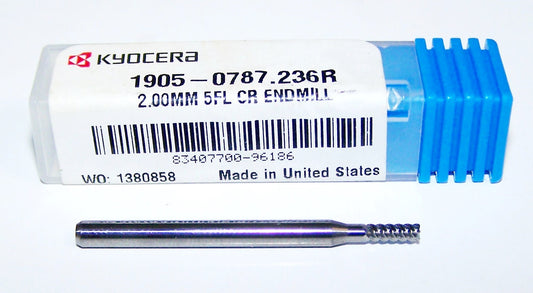 KYOCERA
1905-0787.236R
2.00MM 5FL CR ENDMILL
83407700-96186
WO: 1380858 Made in United States